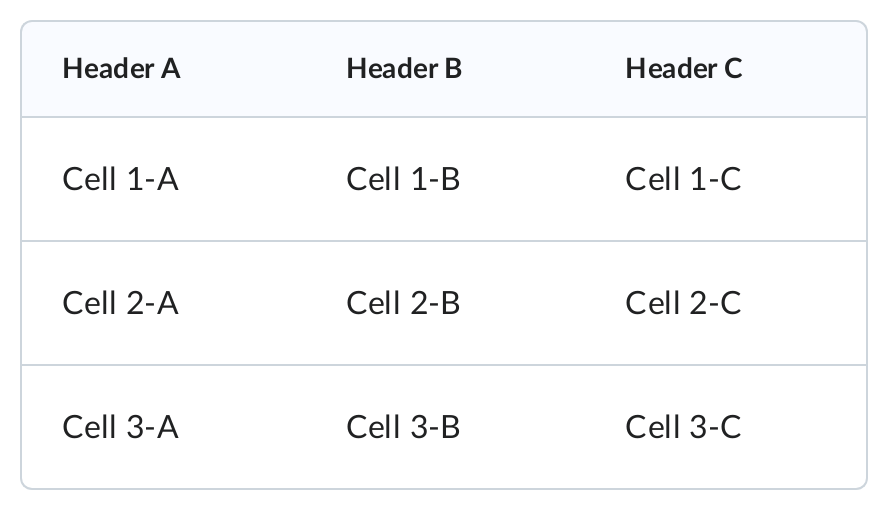 Header A Header B Header C
Cell 1-A Cell 1-B Cell 1-C
Cell 2-A Cell 2-B Cell 2-C
Cell 3-A Cell 3-B Cell 3-C